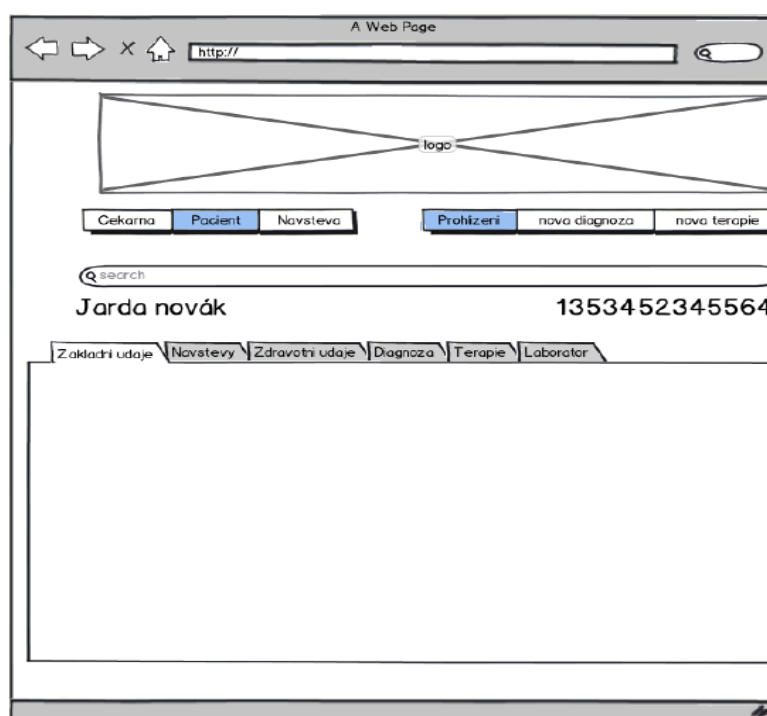 A Web Page
http://
logo
Cekarna Pacient Navsteva Prohlizeni nova diagnoza nova terapie
search
Jarda novák 1353452345564
Zakladni udaje Navstevy Zdravotni udaje Diagnoza Terapie Laborator